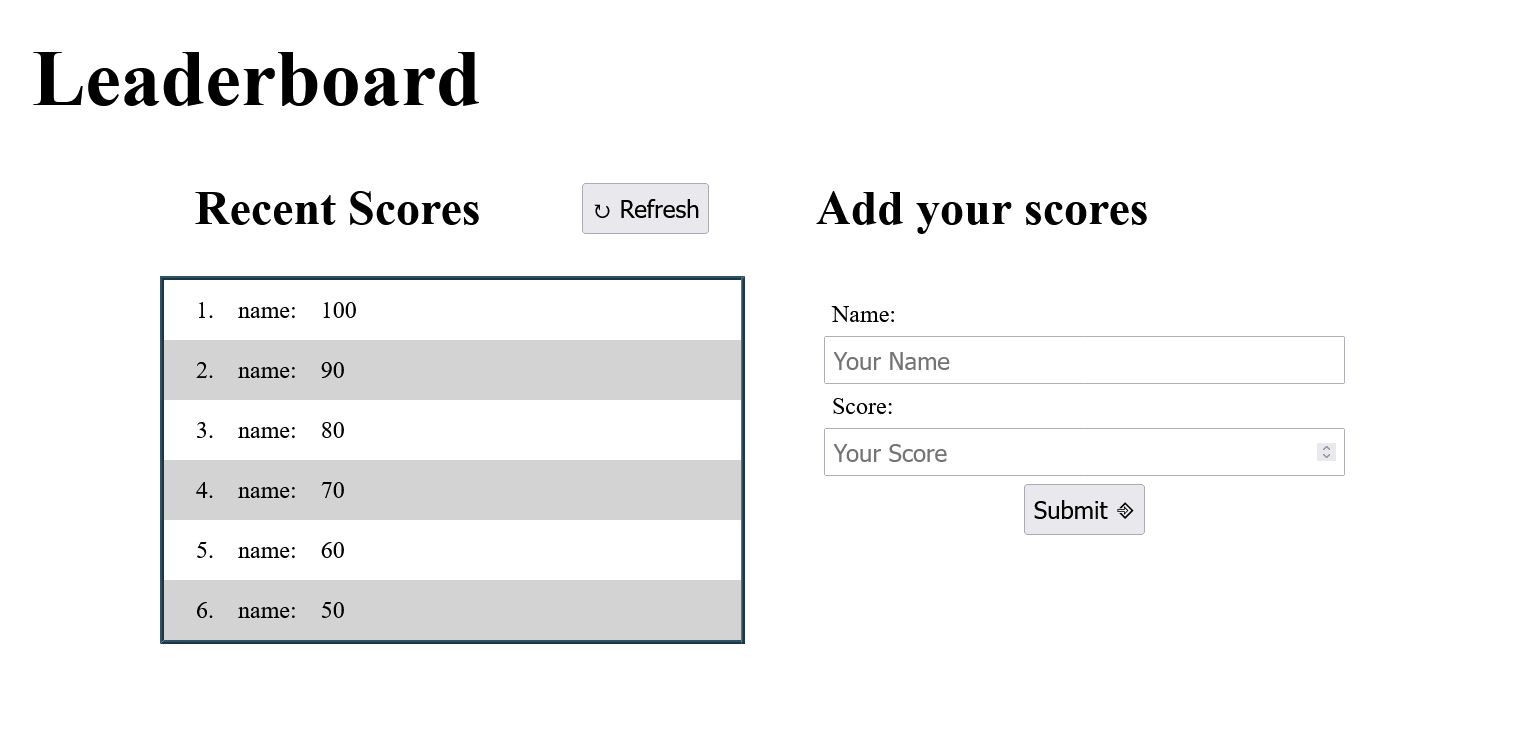 Leaderboard
Recent Scores
↻ Refresh
1. name: 100
2. name: 90
3. name: 80
4. name: 70
5. name: 60
6. name: 50
Add your scores
Name:
Your Name
Score:
Your Score
Submit